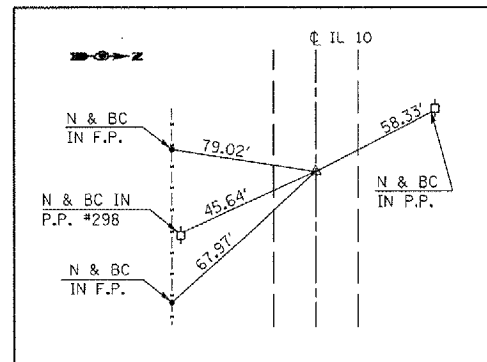 ℄ IL 10
Z
N & BC
IN F.P.
79.02'
58.33'
N & BC IN
P.P. #298
45.64'
N & BC
IN P.P.
67.97'
N & BC
IN F.P.